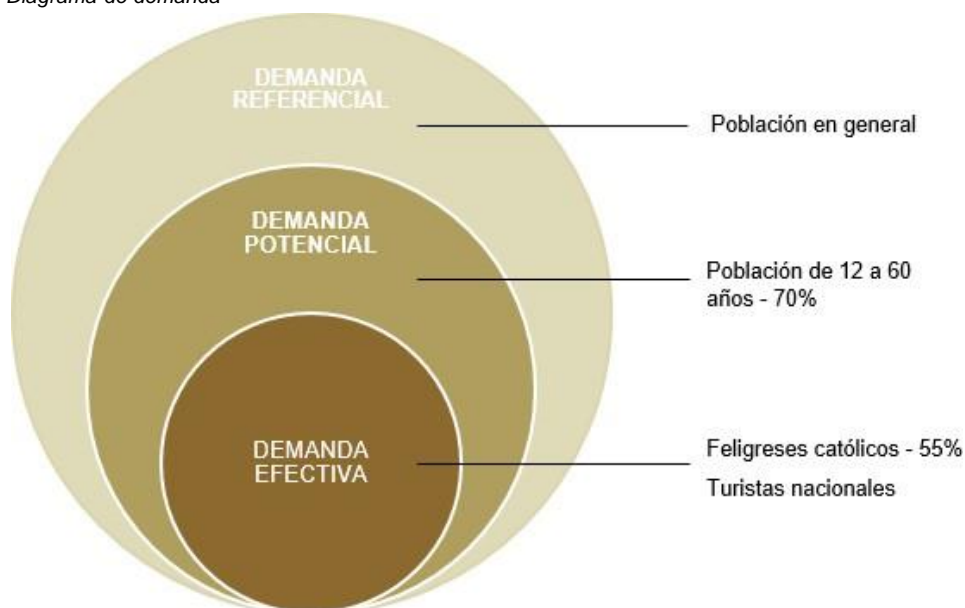 Diagrama de demanda
DEMANDA
REFERENCIAL
Población en general
DEMANDA
POTENCIAL
Población de 12 a 60
años - 70%
DEMANDA
EFECTIVA
Feligreses católicos - 55%
Turistas nacionales